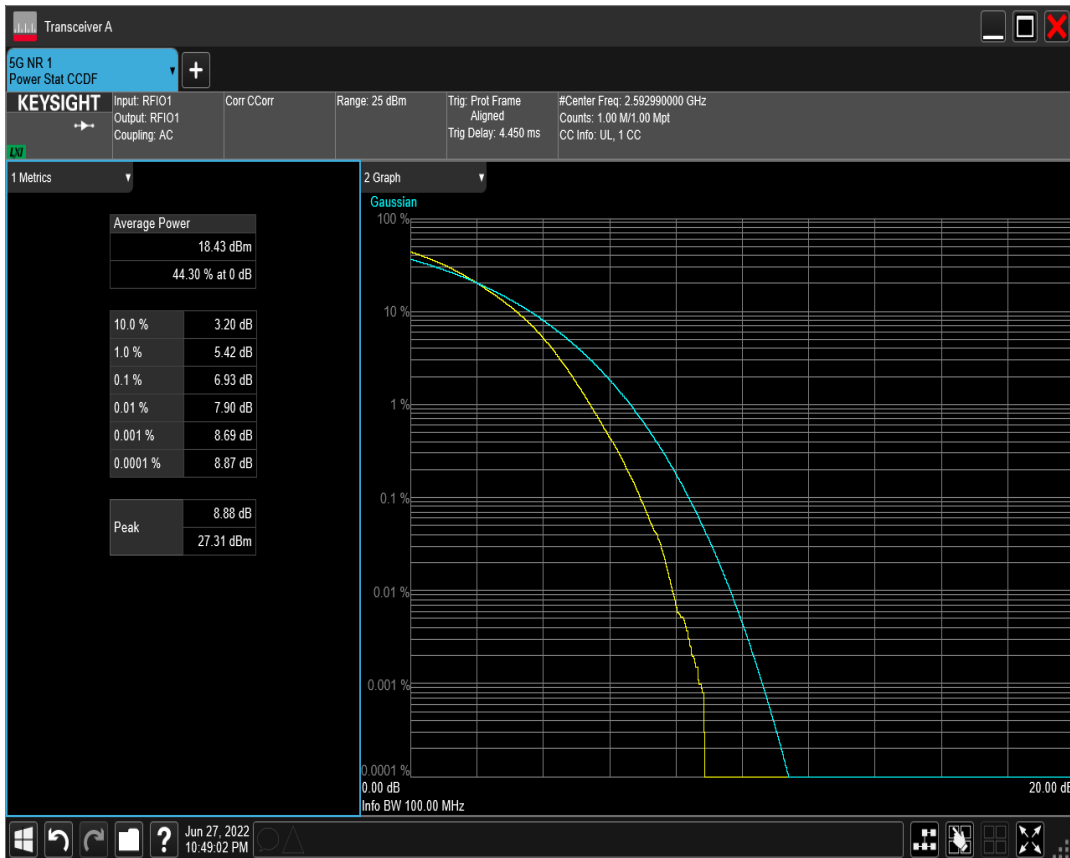 Transceiver A
5G NR 1
Power Stat CCDF
KEYSIGHT
LXI
Input: RFIO1
Output: RFIO1
Coupling: AC
Corr CCorr
Range: 25 dBm
Trig: Prot Frame
Aligned
Trig Delay: 4.450 ms
#Center Freq: 2.592990000 GHz
Counts: 1.00 M/1.00 Mpt
CC Info: UL, 1 CC
1 Metrics
Average Power
18.43 dBm
44.30 % at 0 dB
10.0 % 3.20 dB
1.0 % 5.42 dB
0.1 % 6.93 dB
0.01 % 7.90 dB
0.001 % 8.69 dB
0.0001 % 8.87 dB
Peak
8.88 dB
27.31 dBm
2 Graph
Gaussian
100 %
10 %
1 %
0.1 %
0.01 %
0.001 %
0.0001 %
0.00 dB 20.00 dB
Info BW 100.00 MHz
Jun 27, 2022
10:49:02 PM